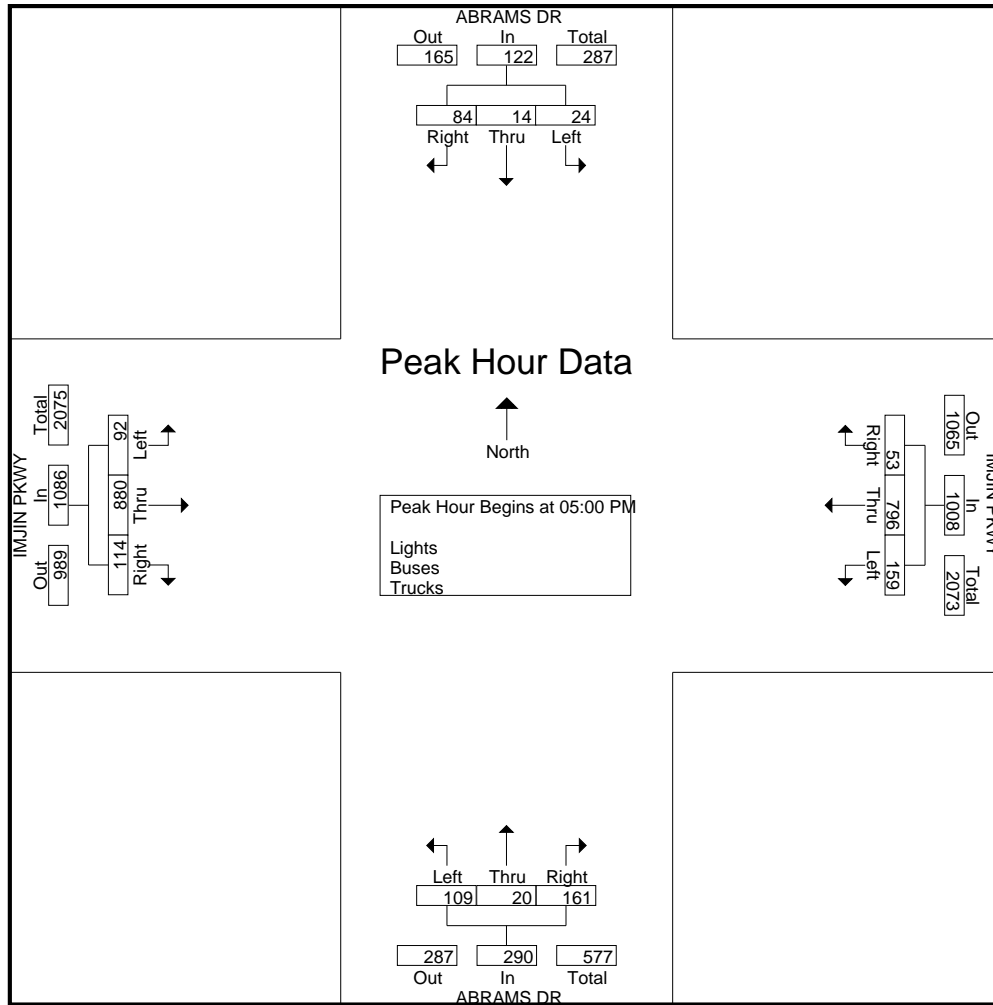 ABRAMS DR
Out In Total
165 122 287
84 14 24
Right Thru Left
Peak Hour Data
North
Peak Hour Begins at 05:00 PM
Lights
Buses
Trucks
IMJIN PKWY
Out In Total
989 1086 2075
92 880 114
Left Thru Right
Right Thru Left
53 796 159
Out In Total
1065 1008 2073
IMJIN PKWY
Left Thru Right
109 20 161
287 290 577
Out In Total
ABRAMS DR